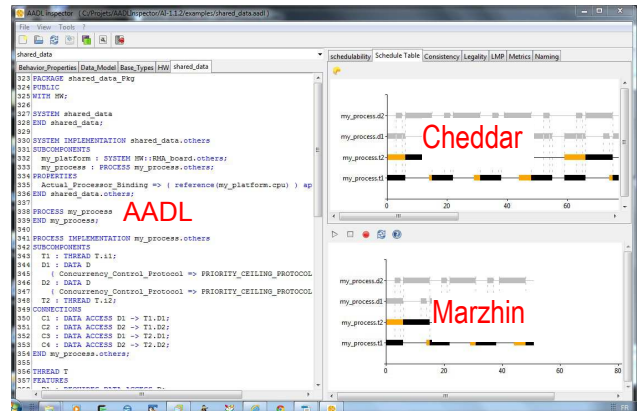 AADL inspector ( C:/Projets/AADLInspector/AI-1.1.2/examples/shared_data.aadl )
File View Tools ?
shared_data
Behavior_Properties Data_Model Base_Types HW shared_data
323 PACKAGE shared_data_Pkg
324 PUBLIC
325 WITH HW;
326
327 SYSTEM shared_data
328 END shared_data;
329
330 SYSTEM IMPLEMENTATION shared_data.others
331 SUBCOMPONENTS
332 my_platform : SYSTEM HW::RMA_board.others;
333 my_process : PROCESS my_process.others;
334 PROPERTIES
335 Actual_Processor_Binding => ( reference(my_platform.cpu) ) ap
336 END shared_data.others;
337
338 PROCESS my_process
339 END my_process;
340
341 PROCESS IMPLEMENTATION my_process.others
342 SUBCOMPONENTS
343 T1 : THREAD T.i1;
344 D1 : DATA D
345 { Concurrency_Control_Protocol => PRIORITY_CEILING_PROTOCOL
346 D2 : DATA D
347 { Concurrency_Control_Protocol => PRIORITY_CEILING_PROTOCOL
348 T2 : THREAD T.i2;
349 CONNECTIONS
350 C1 : DATA ACCESS D1 -> T1.D1;
351 C2 : DATA ACCESS D2 -> T1.D2;
352 C3 : DATA ACCESS D1 -> T2.D1;
353 C4 : DATA ACCESS D2 -> T2.D2;
354 END my_process.others;
355
356 THREAD T
357 FEATURES
AADL
schedulability Schedule Table Consistency Legality LMP Metrics Naming
my_process.d2
my_process.d1
my_process.t2
my_process.t1
0 20 40 60
Cheddar
my_process.d2
my_process.d1
my_process.t2
my_process.t1
0 20 40 60 80
Marzhin
FR